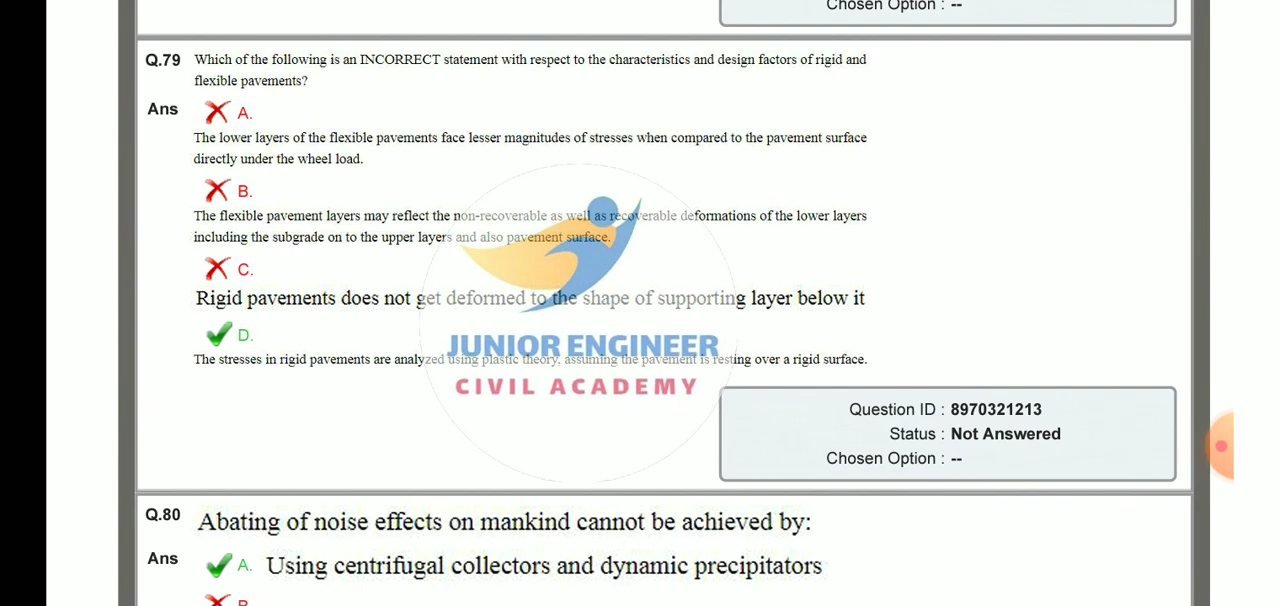 Chosen Option : --
Q.79 Which of the following is an INCORRECT statement with respect to the characteristics and design factors of rigid and
flexible pavements?
Ans A.
The lower layers of the flexible pavements face lesser magnitudes of stresses when compared to the pavement surface
directly under the wheel load.
B.
The flexible pavement layers may reflect the non-recoverable as well as recoverable deformations of the lower layers
including the subgrade on to the upper layers and also pavement surface.
C.
Rigid pavements does not get deformed to the shape of supporting layer below it
D.
JUNIOR ENGINEER
The stresses in rigid pavements are analyzed using plastic theory, assuming the pavement is resting over a rigid surface.
CIVIL ACADEMY
Question ID : 8970321213
Status : Not Answered
Chosen Option : --
Q.80 Abating of noise effects on mankind cannot be achieved by:
Ans A. Using centrifugal collectors and dynamic precipitators
B.